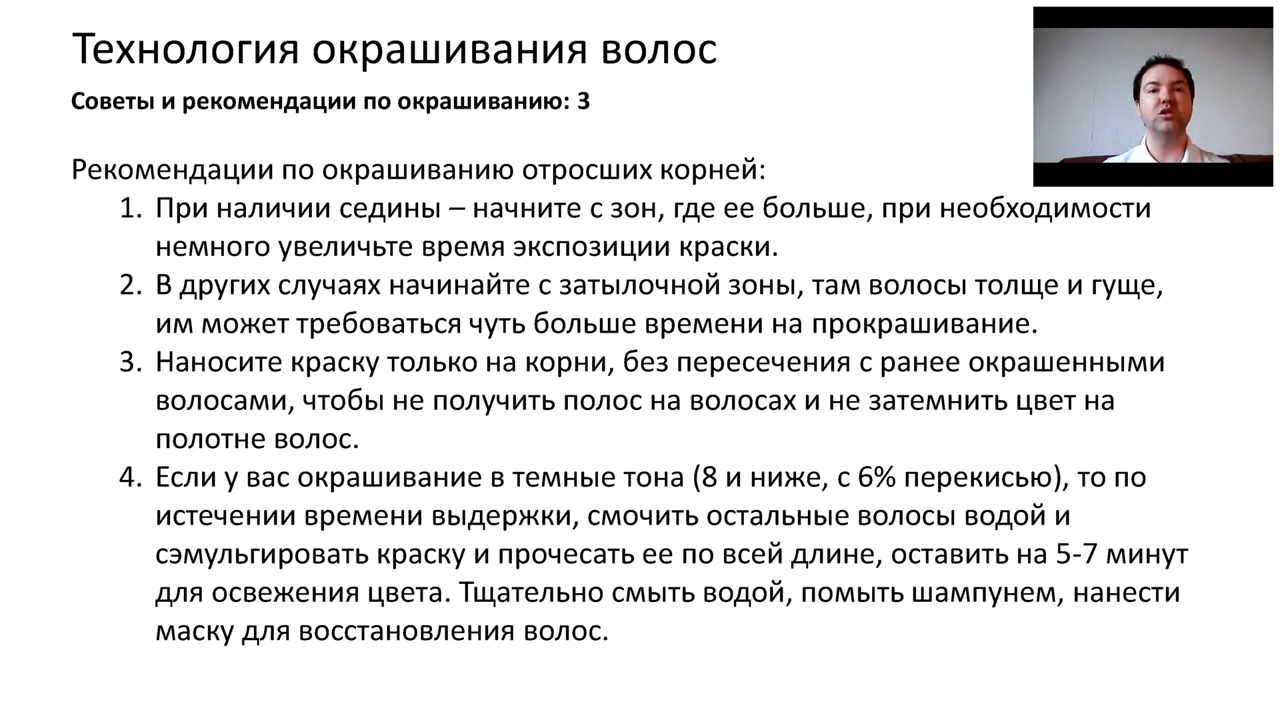 Технология окрашивания волос
Советы и рекомендации по окрашиванию: 3
Рекомендации по окрашиванию отросших корней:
1. При наличии седины – начните с зон, где ее больше, при необходимости
немного увеличьте время экспозиции краски.
2. В других случаях начинайте с затылочной зоны, там волосы толще и гуще,
им может требоваться чуть больше времени на прокрашивание.
3. Наносите краску только на корни, без пересечения с ранее окрашенными
волосами, чтобы не получить полос на волосах и не затемнить цвет на
полотне волос.
4. Если у вас окрашивание в темные тона (8 и ниже, с 6% перекисью), то по
истечении времени выдержки, смочить остальные волосы водой и
сэмульгировать краску и прочесать ее по всей длине, оставить на 5-7 минут
для освежения цвета. Тщательно смыть водой, помыть шампунем, нанести
маску для восстановления волос.